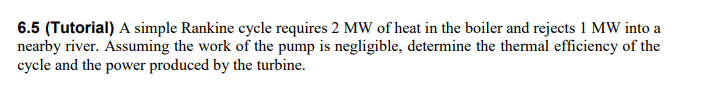 6.5 (Tutorial) A simple Rankine cycle requires 2 MW of heat in the boiler and rejects 1 MW into a
nearby river. Assuming the work of the pump is negligible, determine the thermal efficiency of the
cycle and the power produced by the turbine.